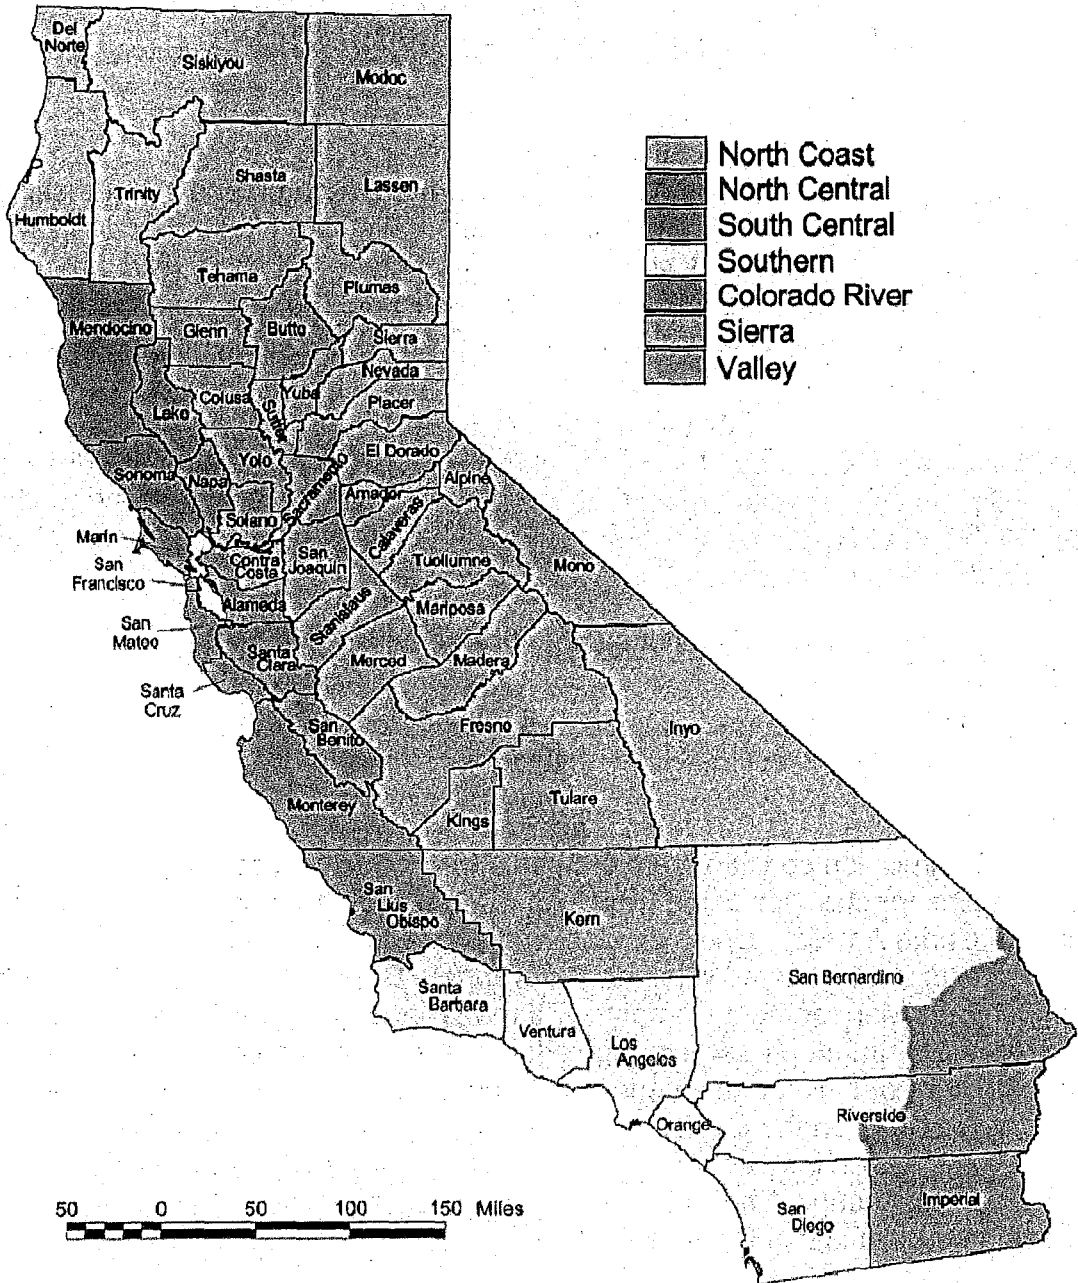 Del
Norte
Siskiyou
Modoc
Trinity
Humboldt
Shasta
Lassen
North Coast
North Central
South Central
Southern
Colorado River
Sierra
Valley
Tehama
Plumas
Mendocino
Glenn
Butte
Sierra
Nevada
Yuba
Placer
Colusa
Sutter
Lake
El Dorado
Yolo
Sonoma
Napa
Sacramento
Alpine
Amador
Solano
Calaveras
Marin
San
Francisco
Contra
Costa
San
Joaquin
Tuollumne
Mono
Alameda
Stanislaus
Mariposa
San
Mateo
Santa
Clara
Merced
Madera
Santa
Cruz
San
Benito
Fresno
Inyo
Monterey
Kings
Tulare
San
Lius
Obispo
Kern
Santa
Barbara
San Bernardino
Ventura
Los
Angeles
Orange
Riverside
San
Diego
Imperial
50 0 50 100 150 Miles